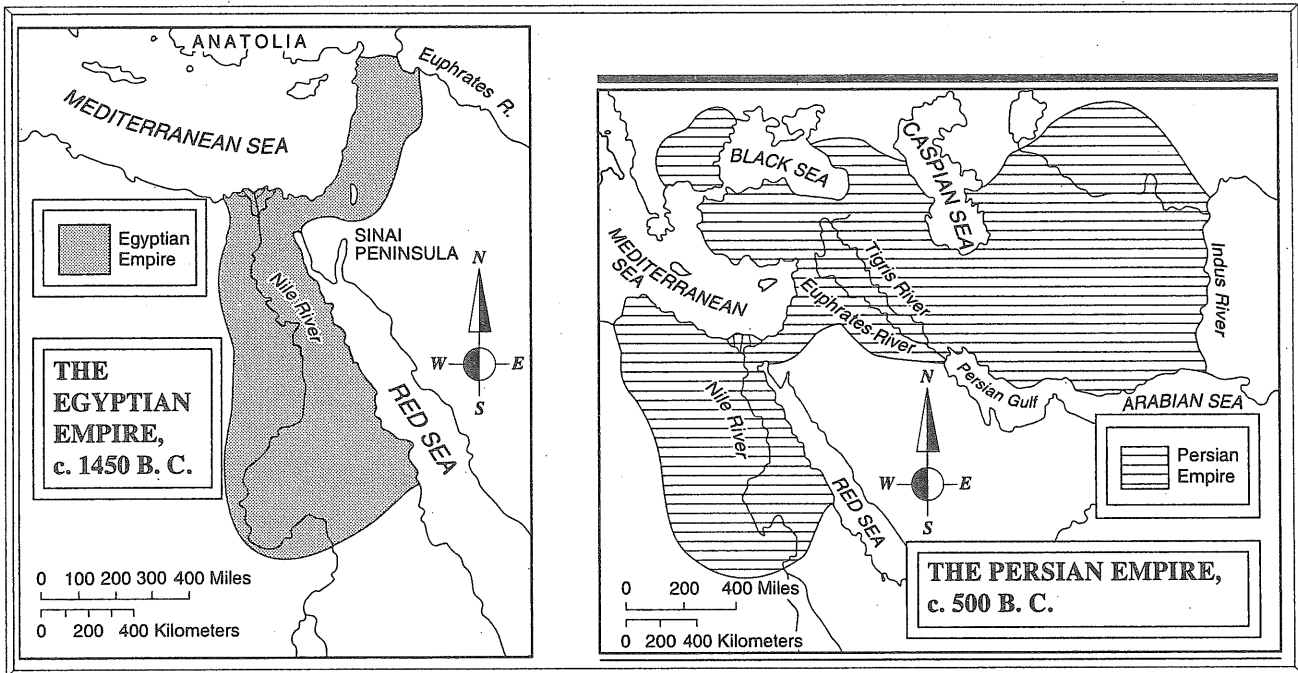 ANATOLIA
Euphrates R.
MEDITERRANEAN SEA
Egyptian
Empire
SINAI
PENINSULA
Nile River
N
W
E
S
RED SEA
THE
EGYPTIAN
EMPIRE,
c. 1450 B. C.
0 100 200 300 400 Miles
0 200 400 Kilometers
BLACK SEA
CASPIAN SEA
MEDITERRANEAN
SEA
Tigris River
Euphrates River
Indus River
Nile River
Persian Gulf
ARABIAN SEA
N
W
E
S
RED SEA
Persian
Empire
THE PERSIAN EMPIRE,
c. 500 B. C.
0 200 400 Miles
0 200 400 Kilometers